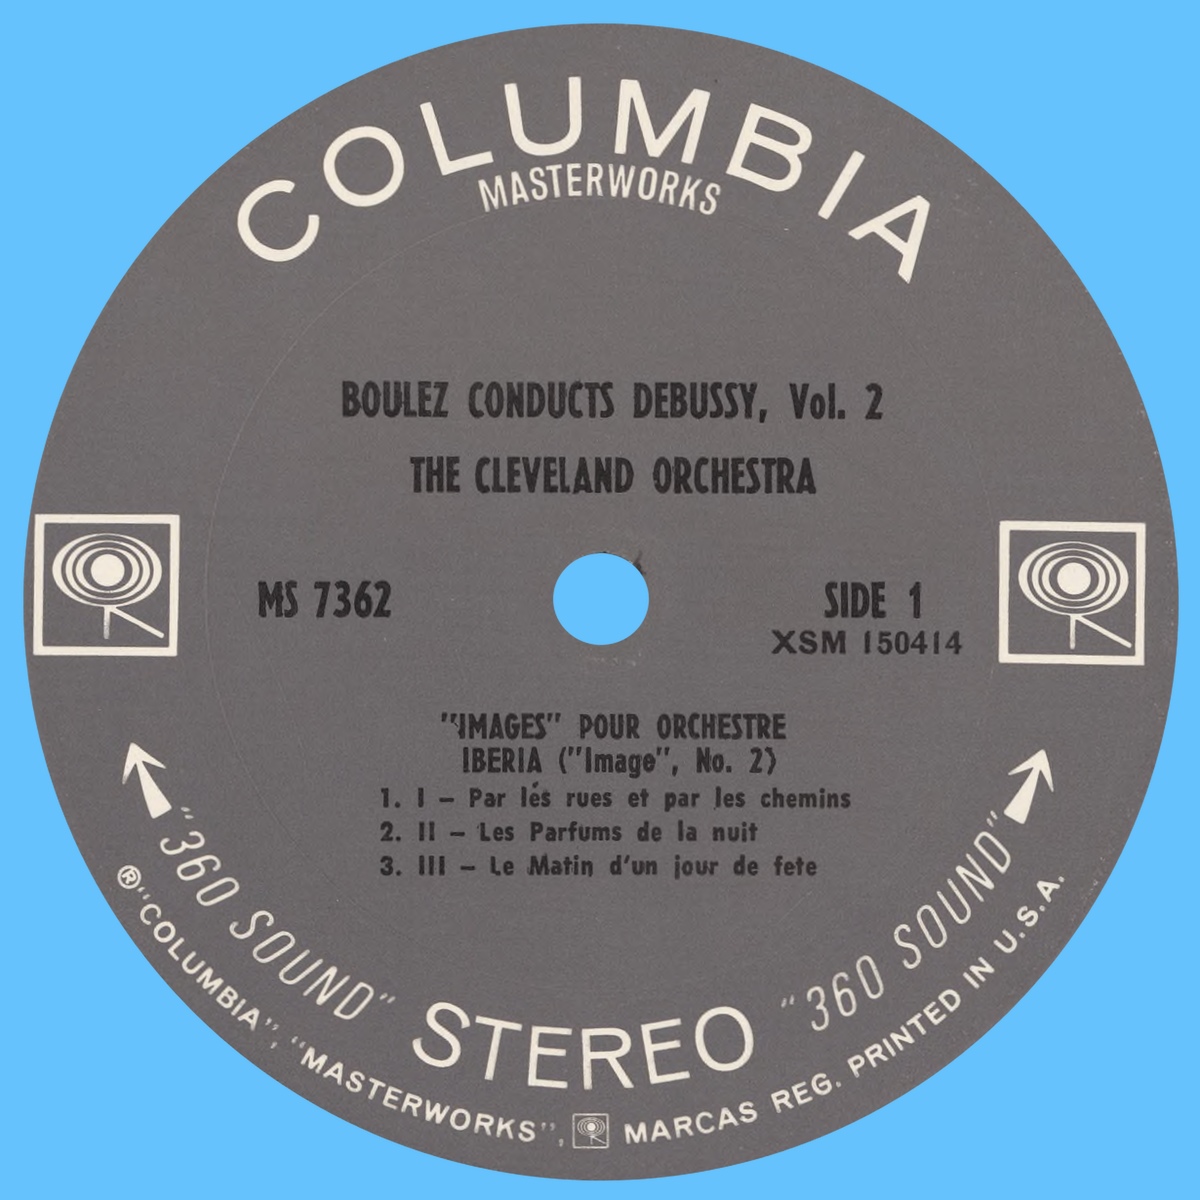 COLUMBIA
MASTERWORKS
BOULEZ CONDUCTS DEBUSSY, Vol. 2
THE CLEVELAND ORCHESTRA
MS 7362
SIDE 1
XSM 150414
"IMAGES" POUR ORCHESTRE
IBERIA ("Image", No. 2)
1. I – Par lés rues et par les chemins
2. II – Les Parfums de la nuit
3. III – Le Matin d'un jour de fete
"360 SOUND" STEREO "360 SOUND"
®"COLUMBIA", "MASTERWORKS", MARCAS REG. PRINTED IN U.S.A.